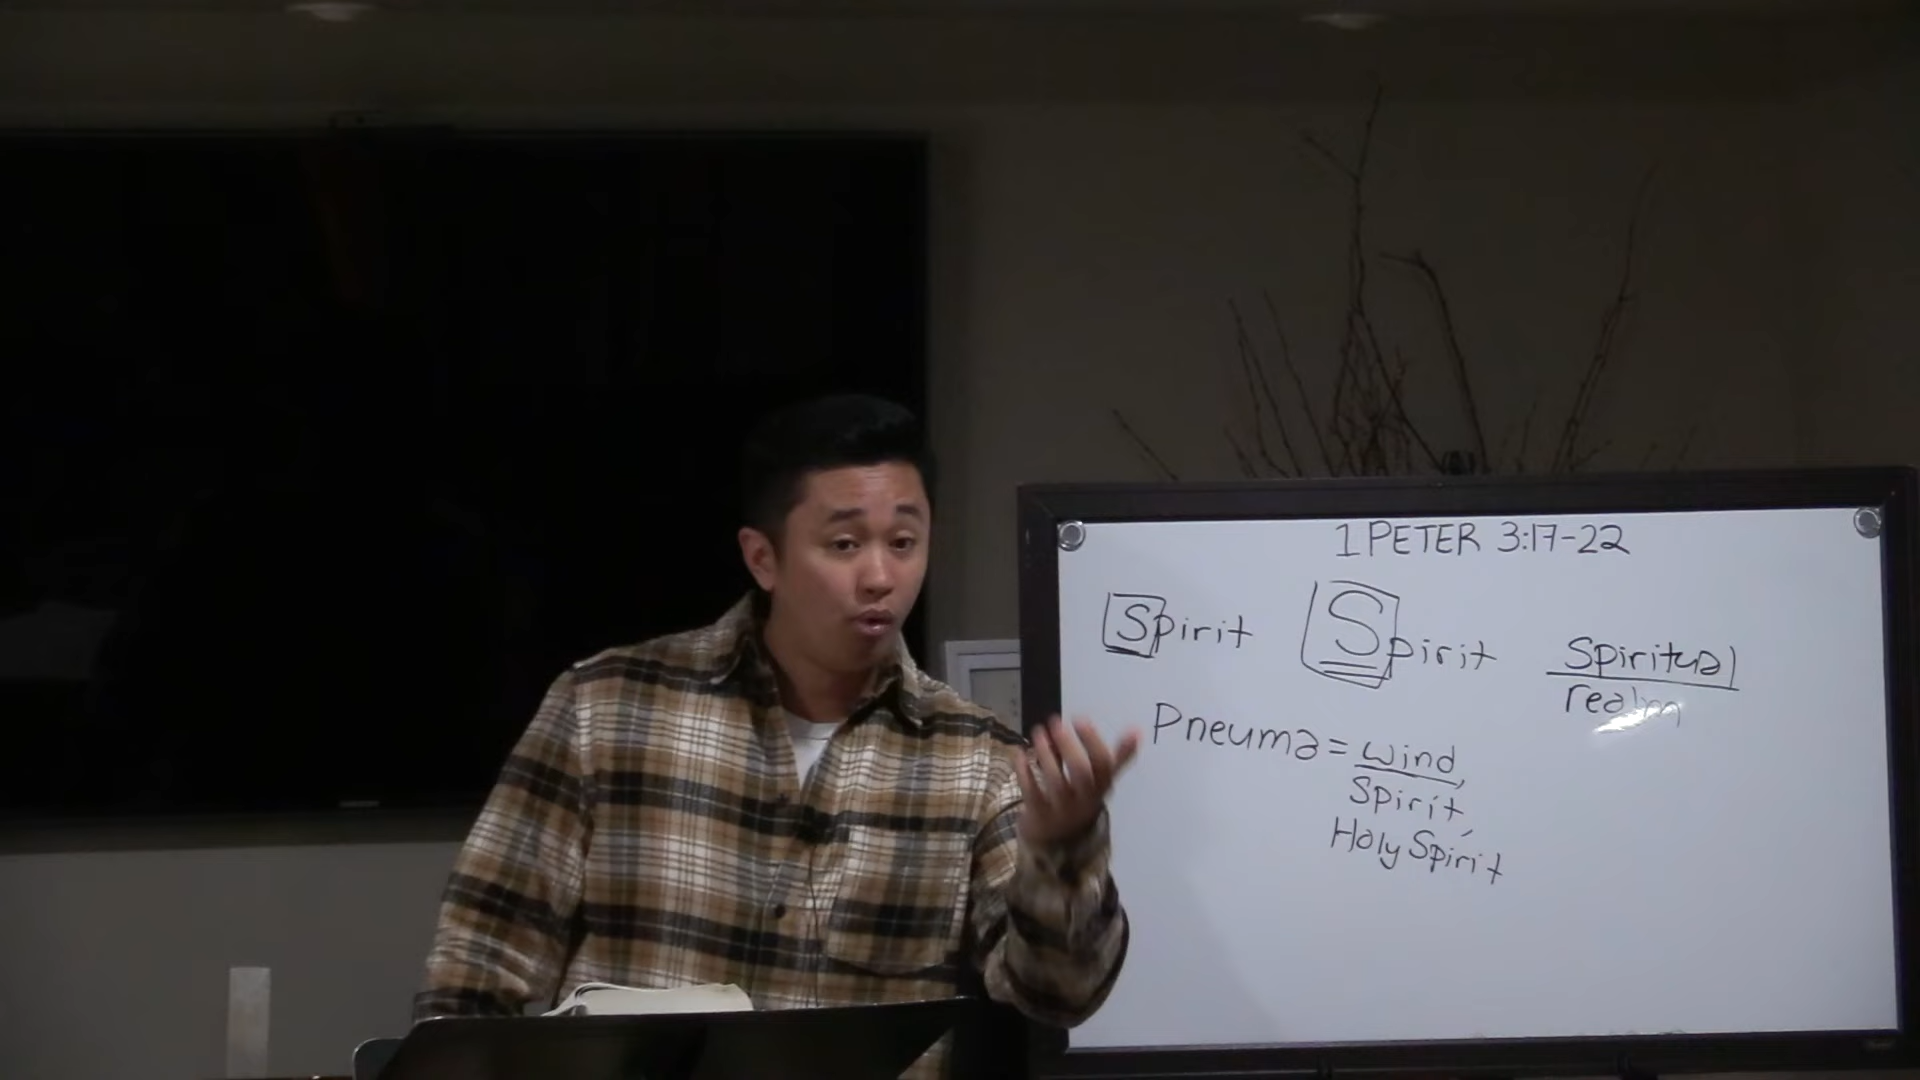 1 PETER 3:17-22
Spirit Spirit Spiritual
realm
Pneuma = wind,
Spirit,
Holy Spirit